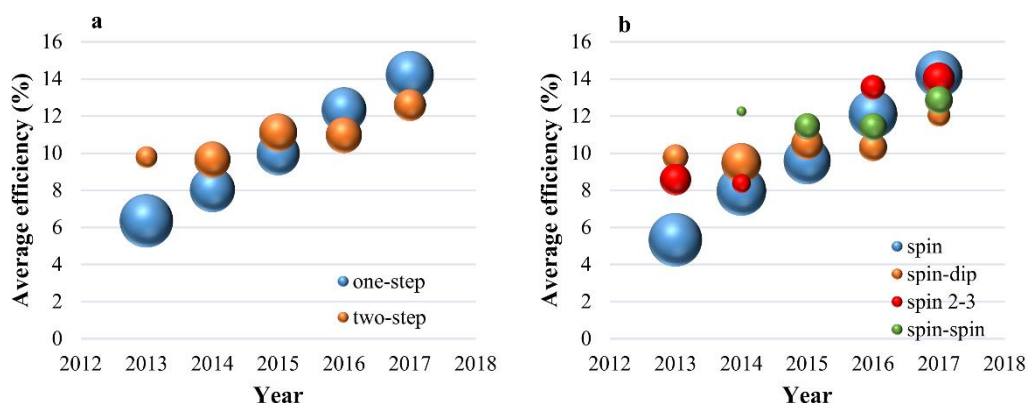 a
Average efficiency (%)
16
14
12
10
8
6
4
2
0
2012 2013 2014 2015 2016 2017 2018
Year
one-step
two-step
b
Average efficiency (%)
16
14
12
10
8
6
4
2
0
2012 2013 2014 2015 2016 2017 2018
Year
spin
spin-dip
spin 2-3
spin-spin